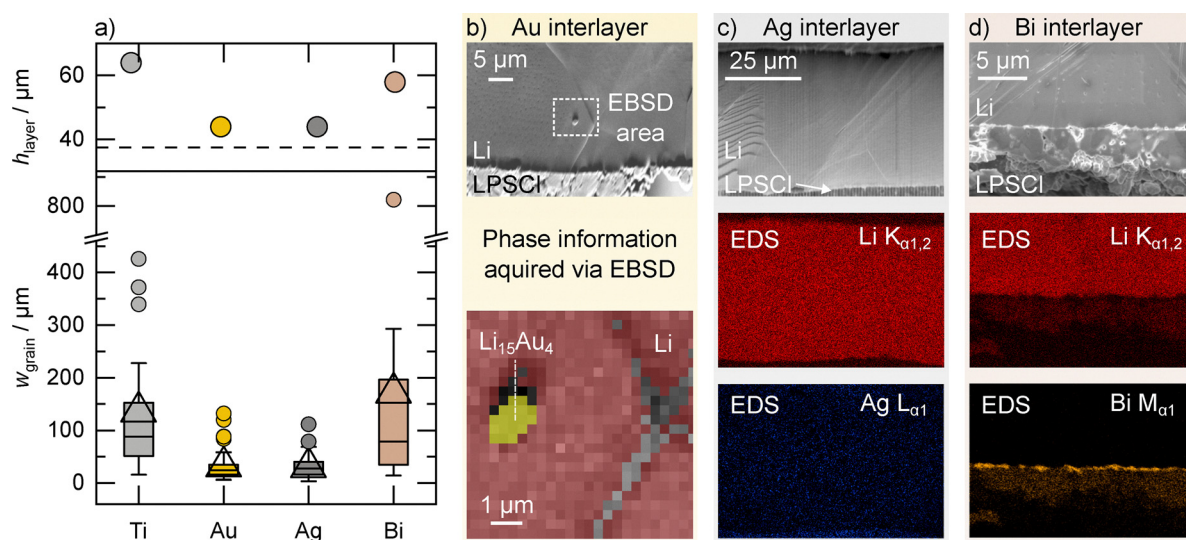 a)
h_layer / µm
60
40
w_grain / µm
800
400
300
200
100
0
Ti Au Ag Bi
b) Au interlayer
5 µm
EBSD
area
Li
LPSCl
Phase information
aquired via EBSD
Li₁₅Au₄
Li
1 µm
c) Ag interlayer
25 µm
Li
LPSCl
EDS Li Kα1,2
EDS Ag Lα1
d) Bi interlayer
5 µm
Li
EDS Li Kα1,2
EDS Bi Mα1